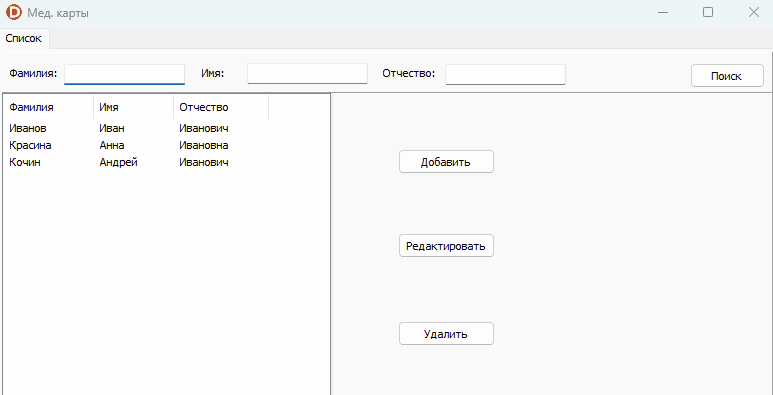 Мед. карты
Список
Фамилия: Имя: Отчество: Поиск
Фамилия Имя Отчество
Иванов Иван Иванович
Красина Анна Ивановна
Кочин Андрей Иванович
Добавить
Редактировать
Удалить